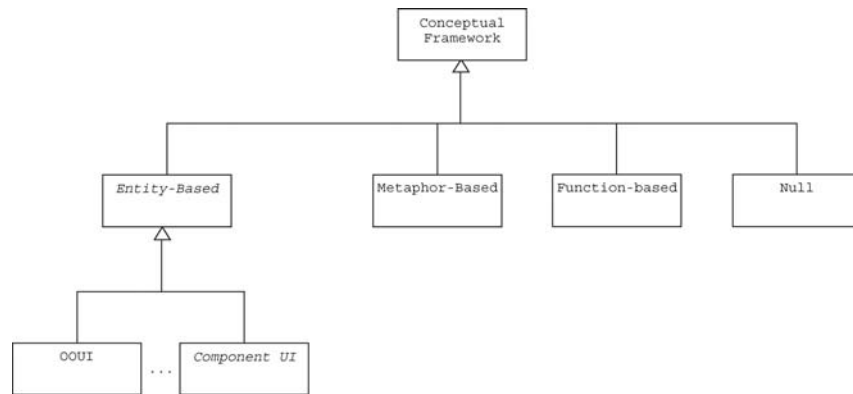 Conceptual
Framework
Entity-Based
Metaphor-Based
Function-based
Null
OOUI
...
Component UI